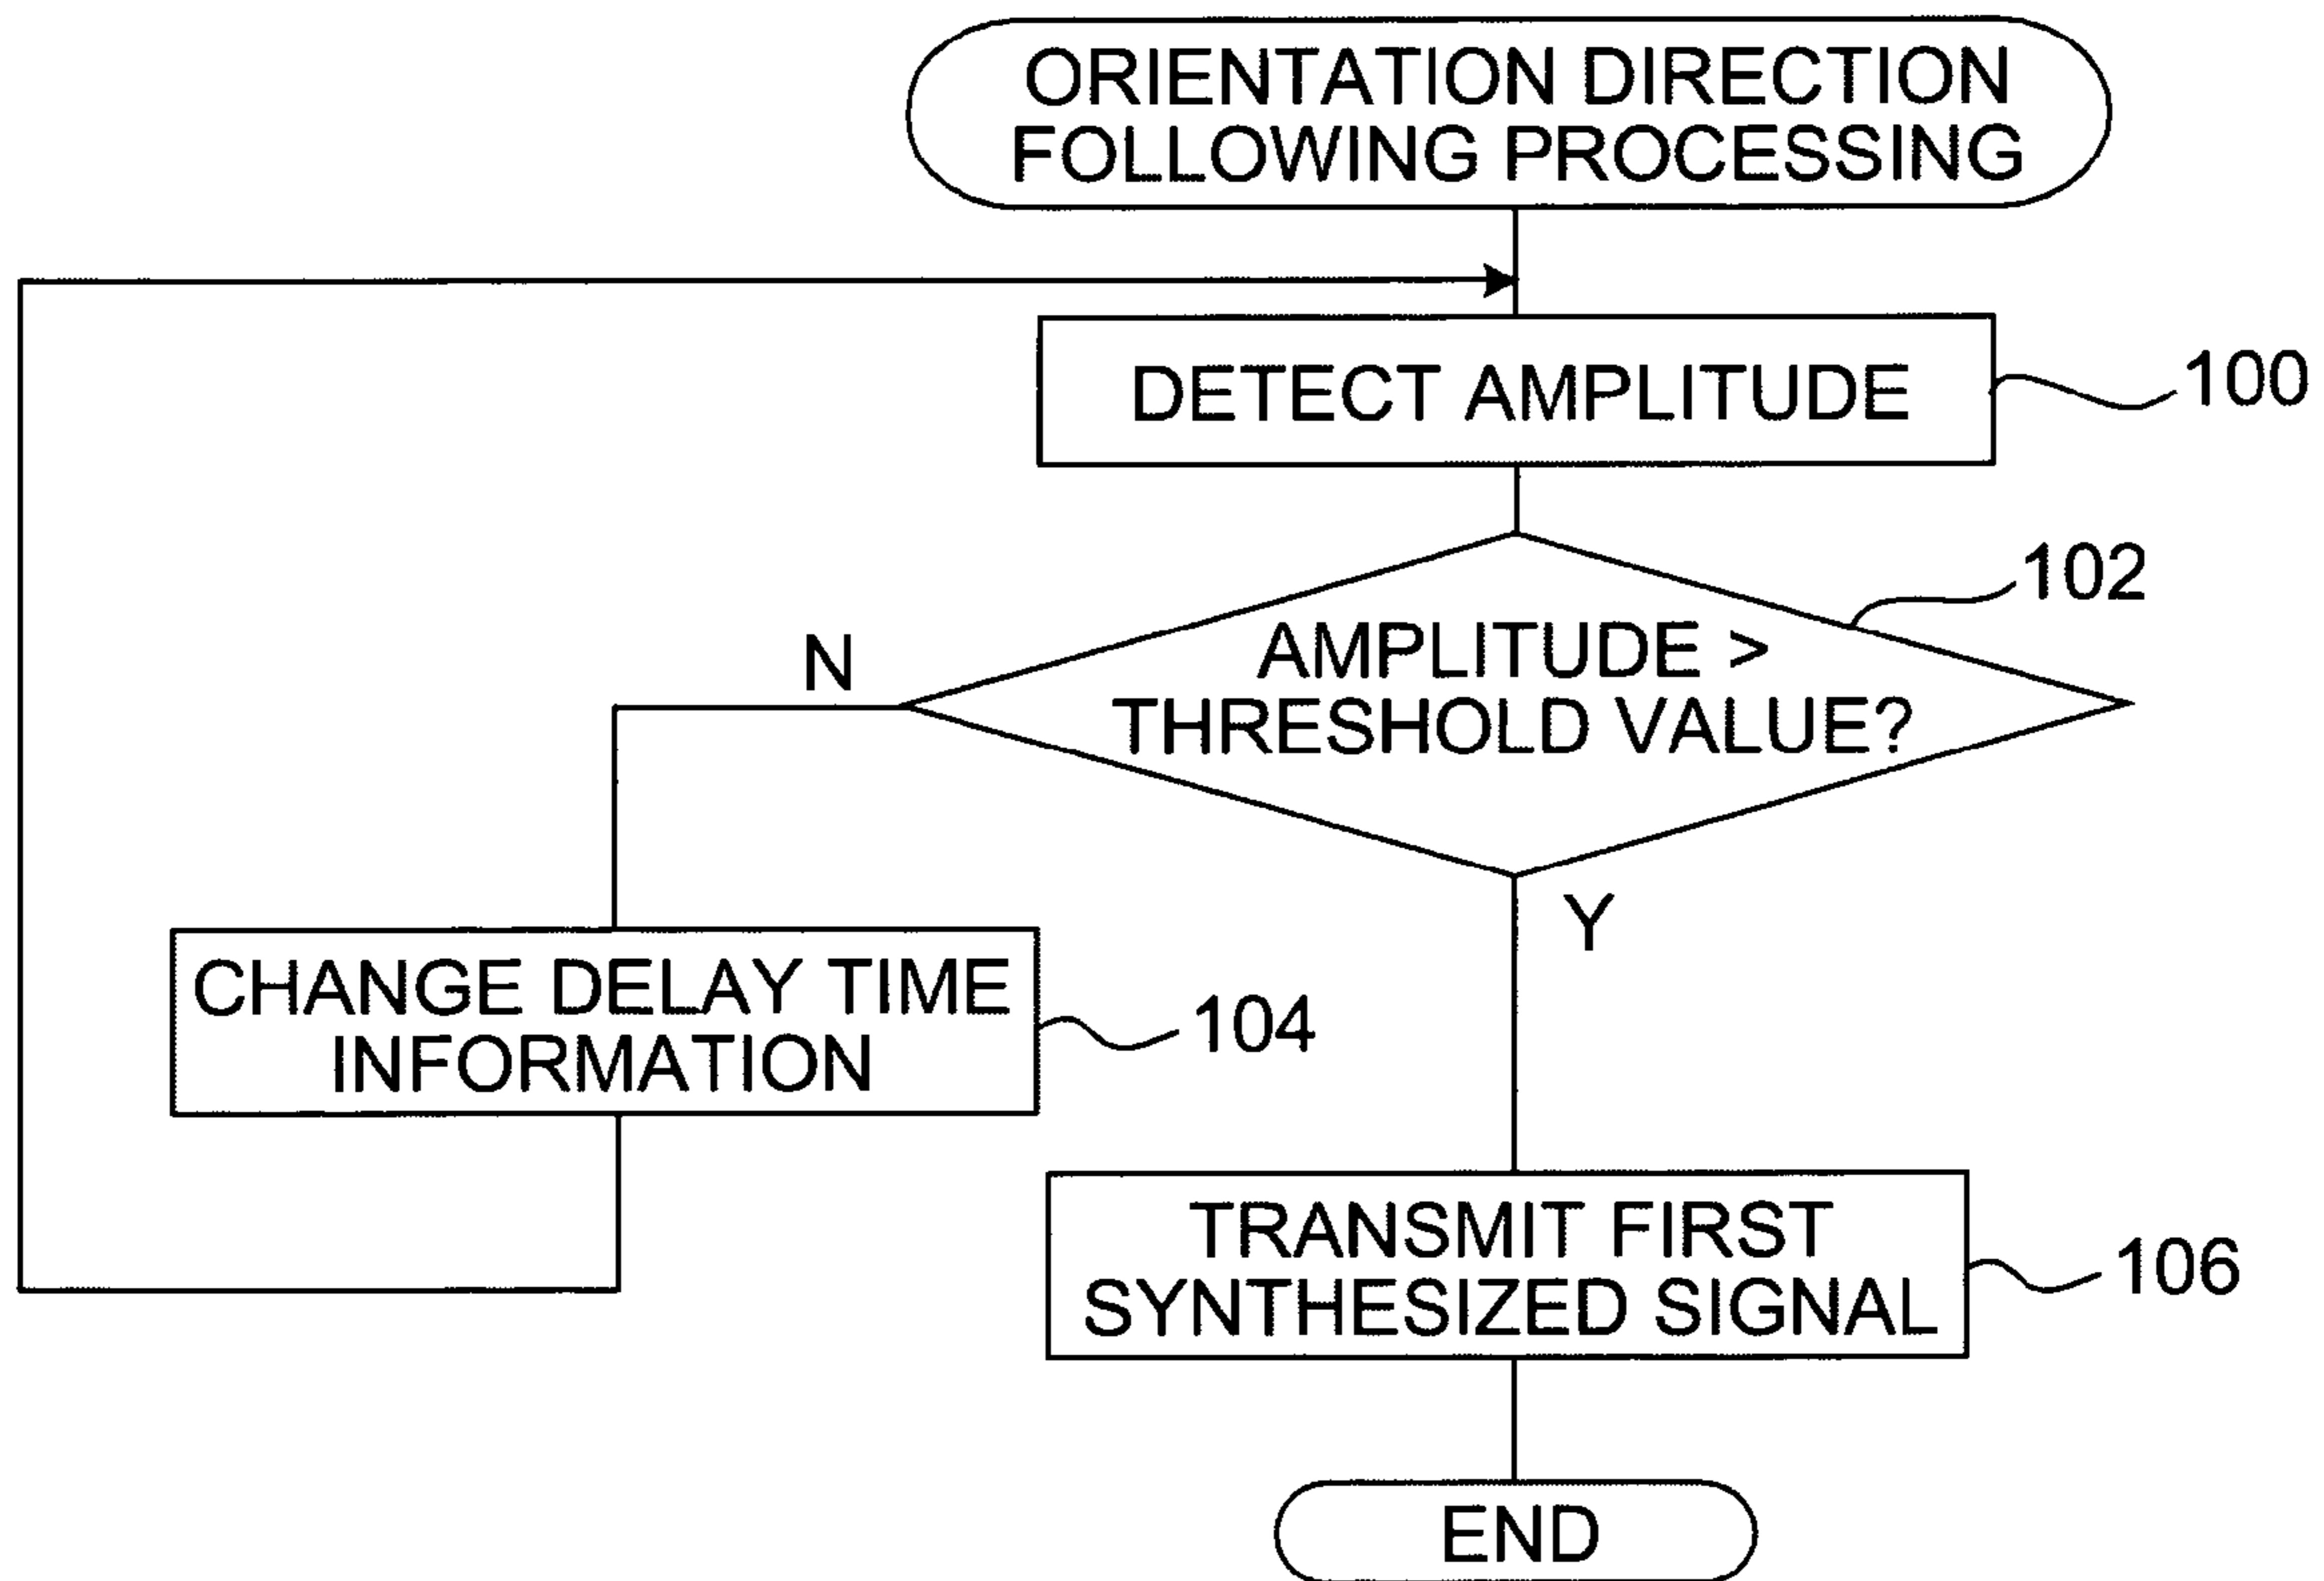 ORIENTATION DIRECTION
FOLLOWING PROCESSING
DETECT AMPLITUDE
100
102
AMPLITUDE >
THRESHOLD VALUE?
N
Y
CHANGE DELAY TIME
INFORMATION
104
TRANSMIT FIRST
SYNTHESIZED SIGNAL
106
END